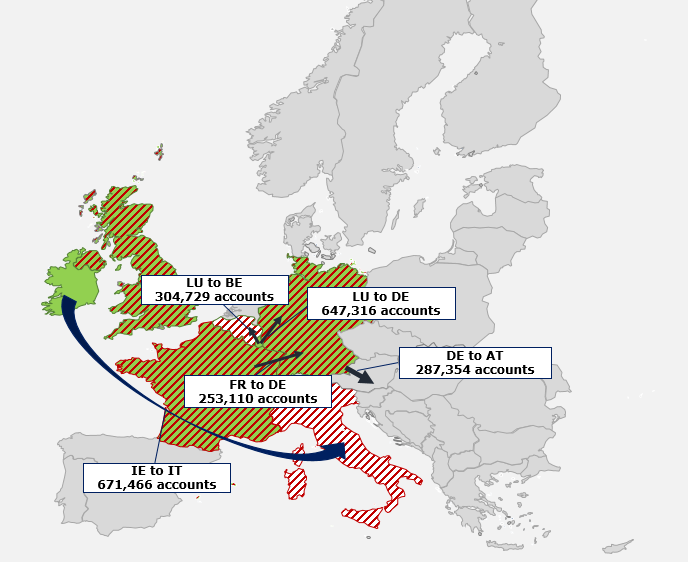 LU to BE
304,729 accounts
LU to DE
647,316 accounts
DE to AT
287,354 accounts
FR to DE
253,110 accounts
IE to IT
671,466 accounts